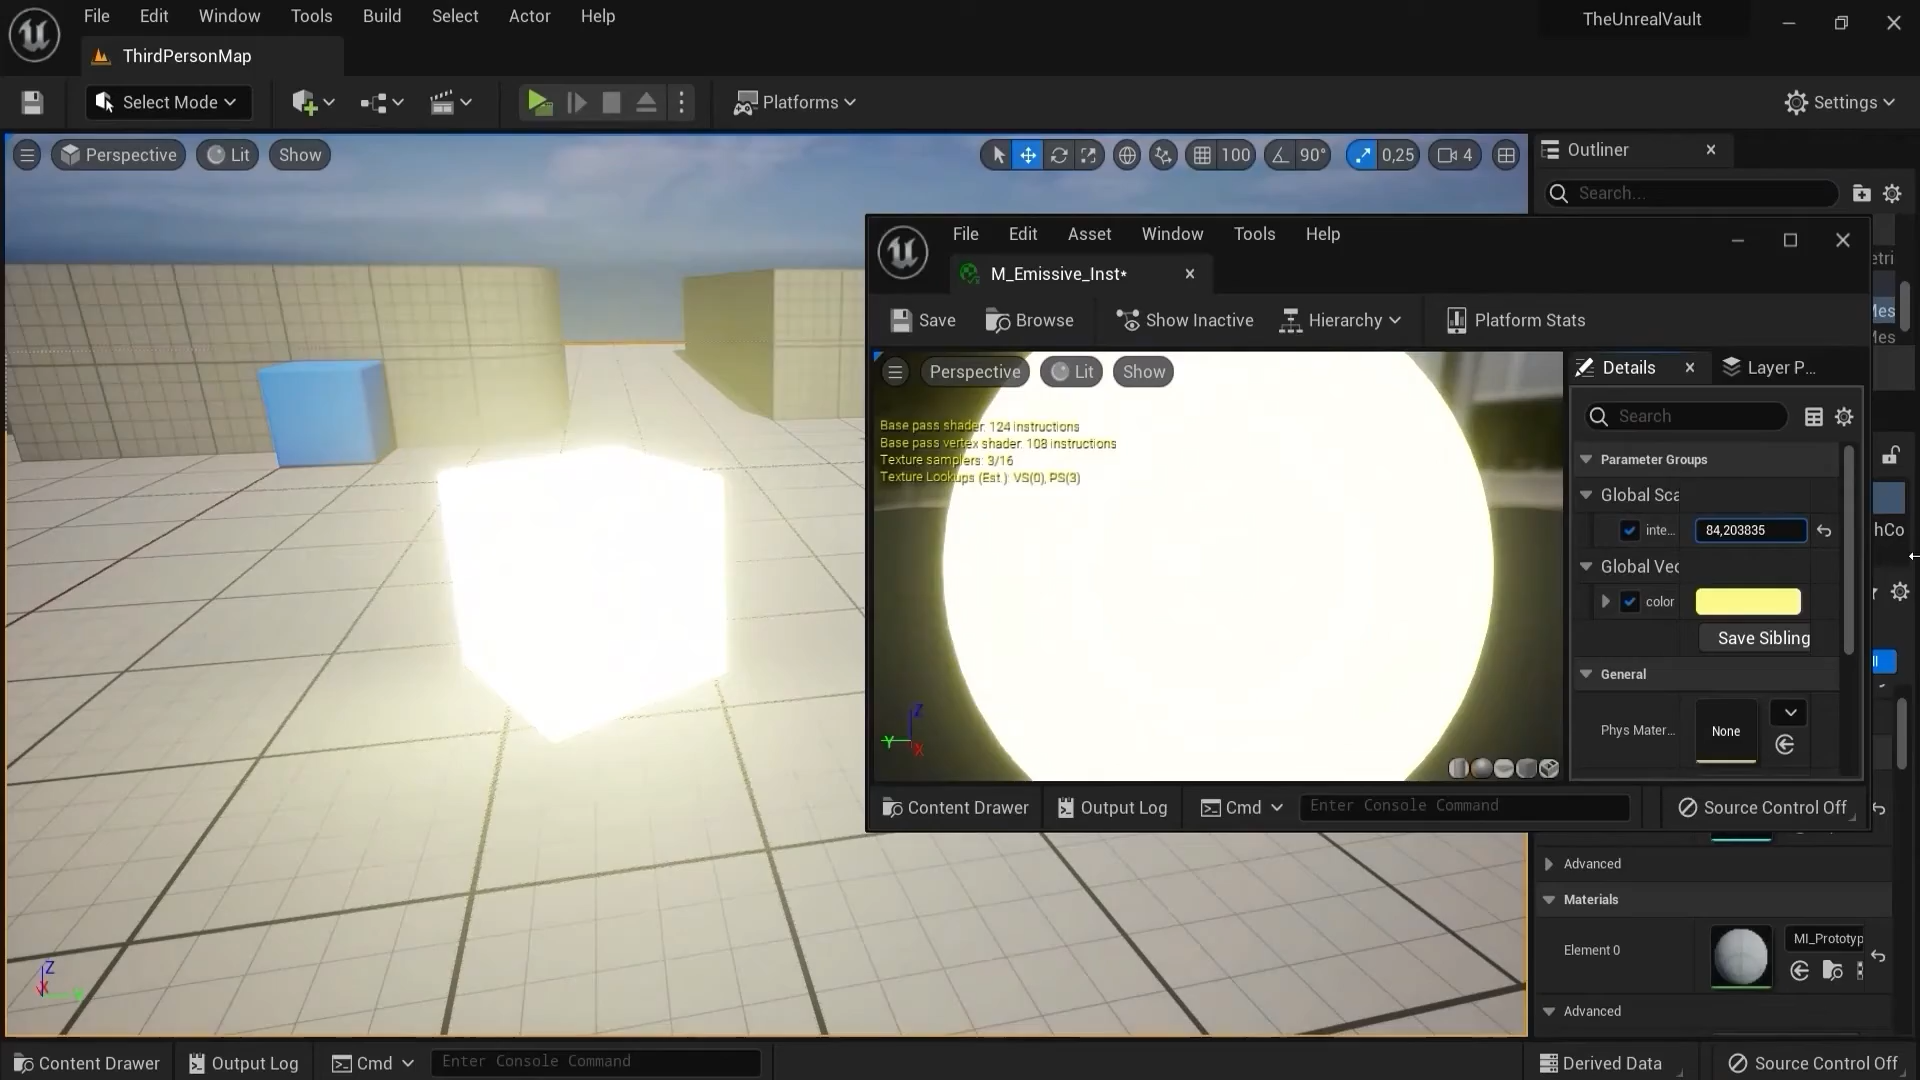 File Edit Window Tools Build Select Actor Help
TheUnrealVault
ThirdPersonMap
Select Mode
Platforms
Settings
Perspective Lit Show
100 90° 0,25 4
Outliner
Search...
File Edit Asset Window Tools Help
M_Emissive_Inst*
Save Browse Show Inactive Hierarchy Platform Stats
Perspective Lit Show
Base pass shader: 124 instructions
Base pass vertex shader: 108 instructions
Texture samplers: 3/16
Texture Lookups (Est.): VS(0), PS(3)
Z
Y
X
Details Layer P...
Search
Parameter Groups
Global Sca
inte... 84,203835
Global Vec
color
Save Sibling
General
Phys Mater... None
Content Drawer Output Log Cmd Enter Console Command Source Control Off
etri
Mes
Mes
hCo
Advanced
Materials
Element 0 MI_Prototyp
Advanced
Z
X
Y
Content Drawer Output Log Cmd Enter Console Command Derived Data Source Control Off